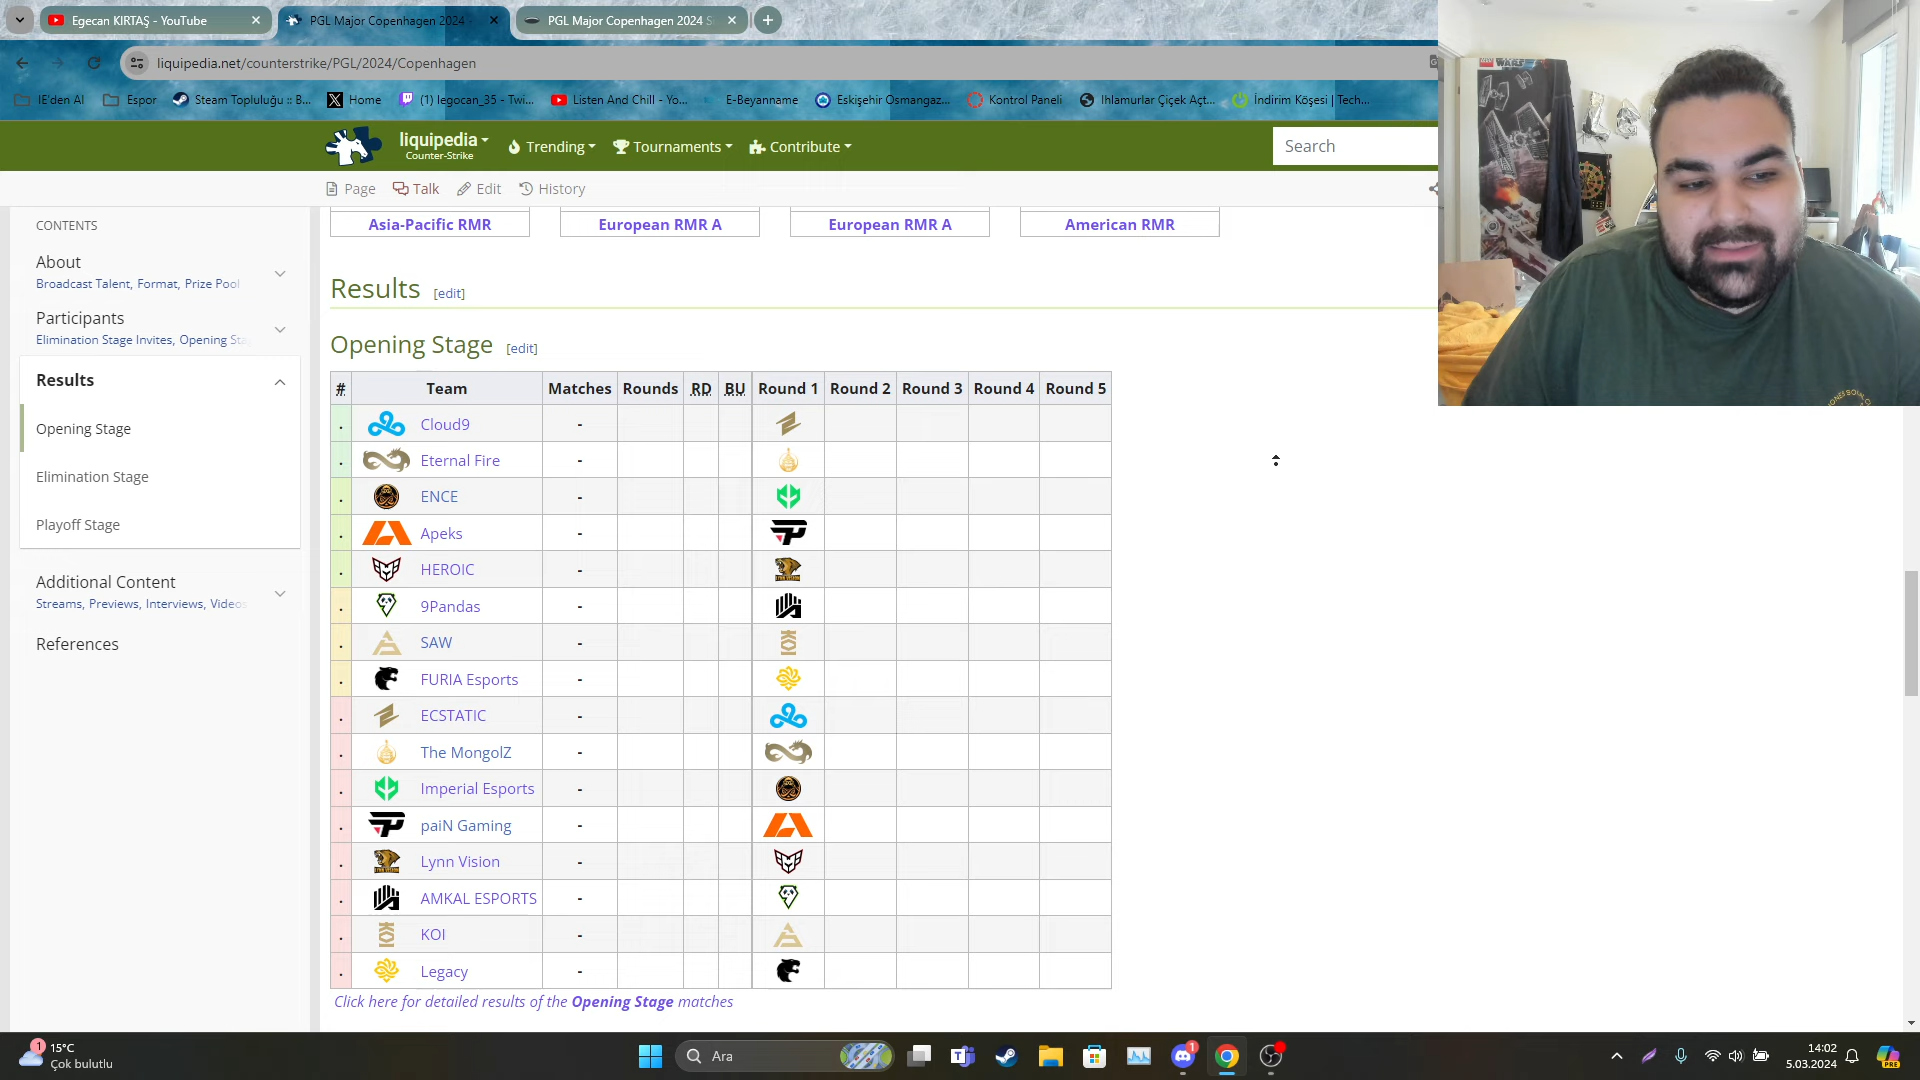 Egecan KIRTAŞ - YouTube
PGL Major Copenhagen 2024
PGL Major Copenhagen 2024 S
liquipedia.net/counterstrike/PGL/2024/Copenhagen
IE'den Al
Espor
Steam Topluluğu :: B...
Home
(1) legocan_35 - Twi...
Listen And Chill - Yo...
E-Beyanname
Eskişehir Osmangaz...
Kontrol Paneli
Ihlamurlar Çiçek Açt...
İndirim Köşesi | Tech...
liquipedia
Counter-Strike
Trending
Tournaments
Contribute
Search
Page
Talk
Edit
History
CONTENTS
About
Broadcast Talent, Format, Prize Pool
Participants
Elimination Stage Invites, Opening Sta
Results
Opening Stage
Elimination Stage
Playoff Stage
Additional Content
Streams, Previews, Interviews, Videos
References
Asia-Pacific RMR European RMR A European RMR A American RMR
Results [edit]
Opening Stage [edit]
# Team Matches Rounds RD BU Round 1 Round 2 Round 3 Round 4 Round 5
. Cloud9 -
. Eternal Fire -
. ENCE -
. Apeks -
. HEROIC -
. 9Pandas -
. SAW -
. FURIA Esports -
. ECSTATIC -
. The MongolZ -
. Imperial Esports -
. paiN Gaming -
. Lynn Vision -
. AMKAL ESPORTS -
. KOI -
. Legacy -
Click here for detailed results of the Opening Stage matches
1
15°C
Çok bulutlu
Ara
1
14:02
5.03.2024